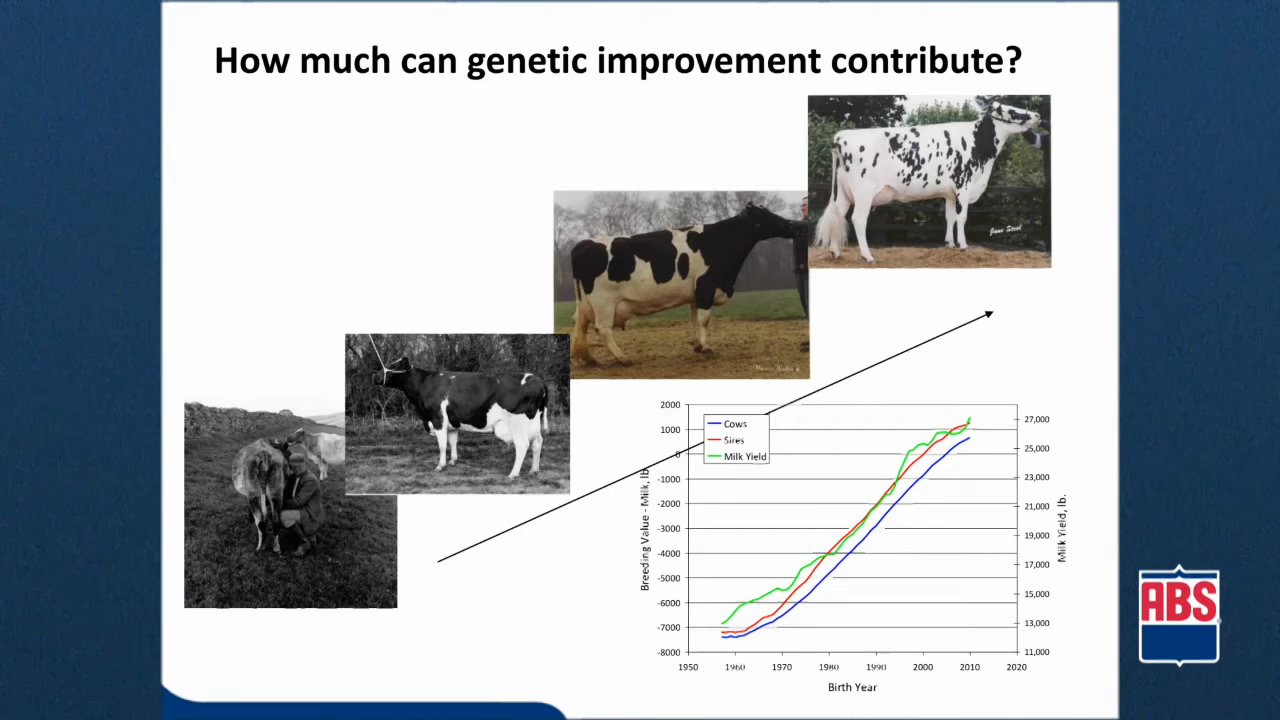 How much can genetic improvement contribute?
Jane Steel
2000
1000
0
-1000
-2000
-3000
-4000
-5000
-6000
-7000
-8000
Breeding Value - Milk, lb
Cows
Sires
Milk Yield
27,000
25,000
23,000
21,000
19,000
17,000
15,000
13,000
11,000
Milk Yield, lb.
1950 1960 1970 1980 1990 2000 2010 2020
Birth Year
ABS